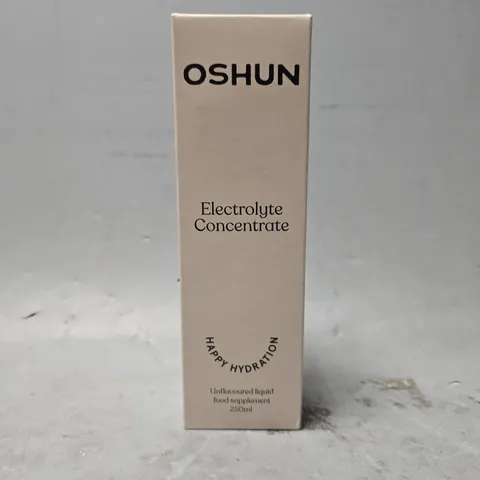 OSHUN
Electrolyte
Concentrate
HAPPY HYDRATION
Unflavoured liquid
food supplement
250ml